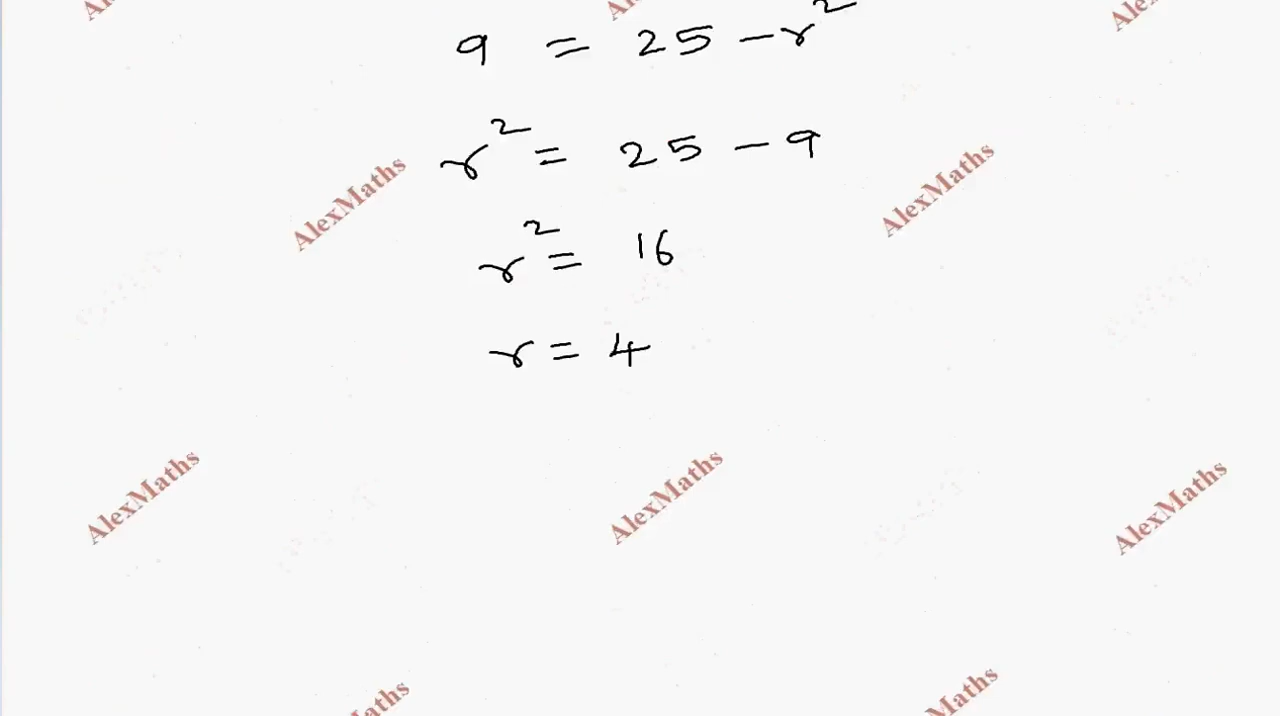 9 = 25 - r²
r² = 25 - 9
AlexMaths
AlexMaths
r² = 16
r = 4
AlexMaths
AlexMaths
AlexMaths